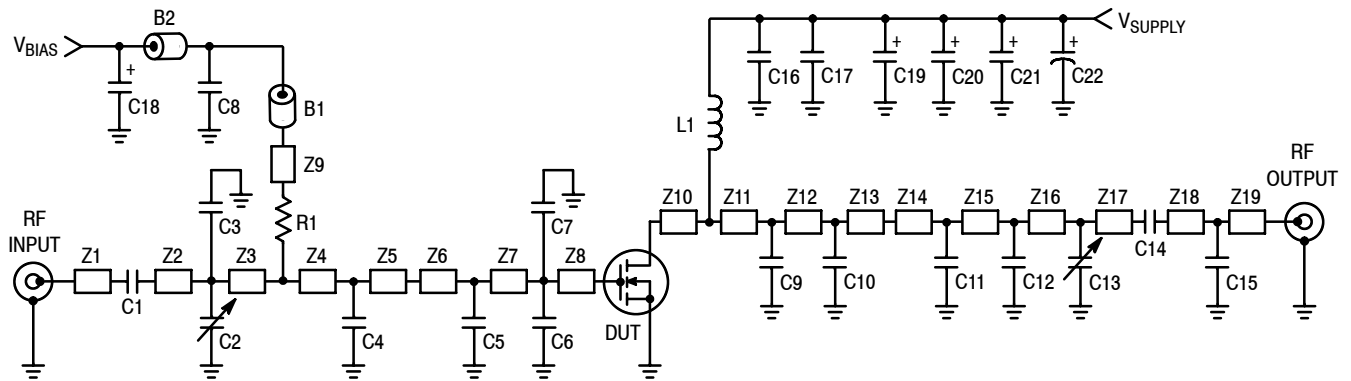 B2
V_BIAS
+
C18
C8
B1
Z9
R1
C3
RF
INPUT
Z1
C1
Z2
Z3
C2
Z4
C4
Z5
Z6
C5
Z7
C7
C6
Z8
DUT
L1
+
+
+
+
V_SUPPLY
C16
C17
C19
C20
C21
C22
Z10
Z11
Z12
Z13
Z14
Z15
Z16
Z17
Z18
Z19
RF
OUTPUT
C9
C10
C11
C12
C13
C14
C15